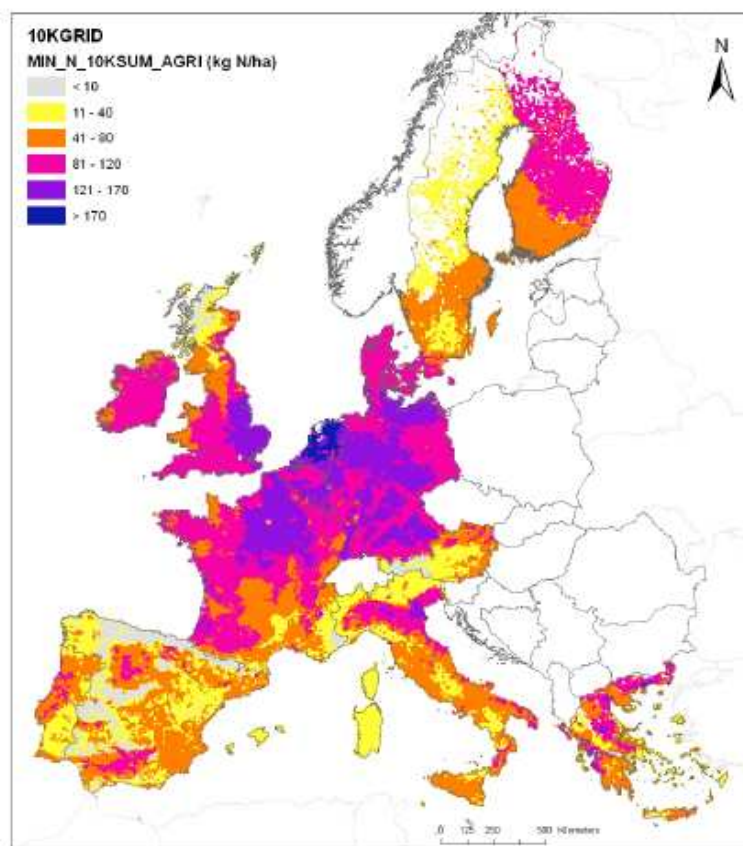 10KGRID
MIN_N_10KSUM_AGRI (kg N/ha)
< 10
11 - 40
41 - 80
81 - 120
121 - 170
> 170
N
0 125 250 500 Kilometers